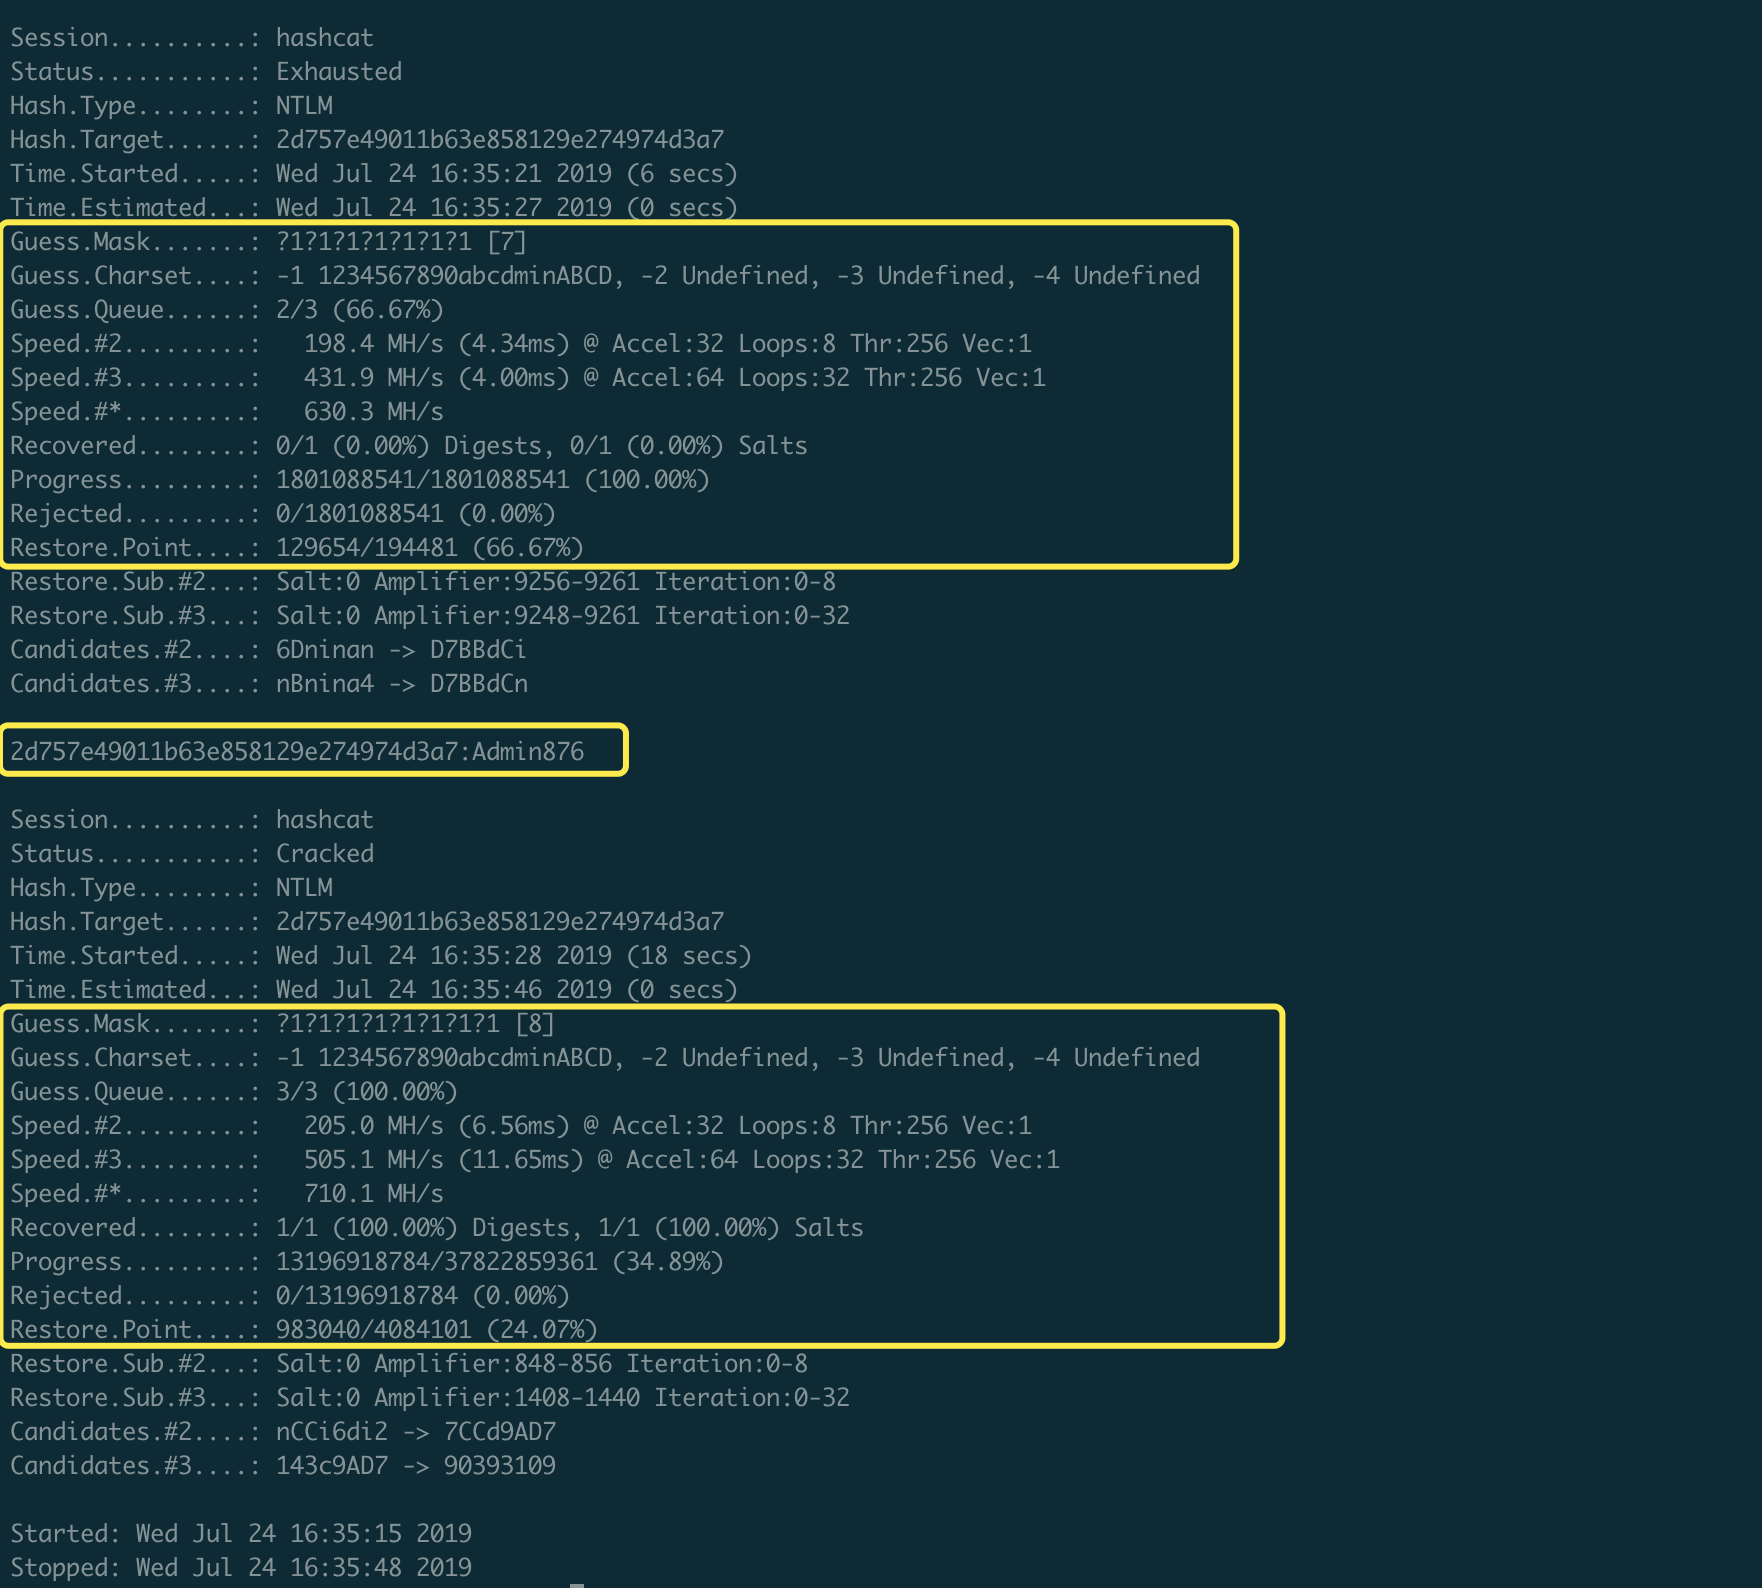 Session..........: hashcat
Status...........: Exhausted
Hash.Type........: NTLM
Hash.Target......: 2d757e49011b63e858129e274974d3a7
Time.Started.....: Wed Jul 24 16:35:21 2019 (6 secs)
Time.Estimated...: Wed Jul 24 16:35:27 2019 (0 secs)
Guess.Mask.......: ?1?1?1?1?1?1?1 [7]
Guess.Charset....: -1 1234567890abcdminABCD, -2 Undefined, -3 Undefined, -4 Undefined
Guess.Queue......: 2/3 (66.67%)
Speed.#2.........:   198.4 MH/s (4.34ms) @ Accel:32 Loops:8 Thr:256 Vec:1
Speed.#3.........:   431.9 MH/s (4.00ms) @ Accel:64 Loops:32 Thr:256 Vec:1
Speed.#*.........:   630.3 MH/s
Recovered........: 0/1 (0.00%) Digests, 0/1 (0.00%) Salts
Progress.........: 1801088541/1801088541 (100.00%)
Rejected.........: 0/1801088541 (0.00%)
Restore.Point....: 129654/194481 (66.67%)
Restore.Sub.#2...: Salt:0 Amplifier:9256-9261 Iteration:0-8
Restore.Sub.#3...: Salt:0 Amplifier:9248-9261 Iteration:0-32
Candidates.#2....: 6Dninan -> D7BBdCi
Candidates.#3....: nBnina4 -> D7BBdCn
2d757e49011b63e858129e274974d3a7:Admin876
Session..........: hashcat
Status...........: Cracked
Hash.Type........: NTLM
Hash.Target......: 2d757e49011b63e858129e274974d3a7
Time.Started.....: Wed Jul 24 16:35:28 2019 (18 secs)
Time.Estimated...: Wed Jul 24 16:35:46 2019 (0 secs)
Guess.Mask.......: ?1?1?1?1?1?1?1?1 [8]
Guess.Charset....: -1 1234567890abcdminABCD, -2 Undefined, -3 Undefined, -4 Undefined
Guess.Queue......: 3/3 (100.00%)
Speed.#2.........:   205.0 MH/s (6.56ms) @ Accel:32 Loops:8 Thr:256 Vec:1
Speed.#3.........:   505.1 MH/s (11.65ms) @ Accel:64 Loops:32 Thr:256 Vec:1
Speed.#*.........:   710.1 MH/s
Recovered........: 1/1 (100.00%) Digests, 1/1 (100.00%) Salts
Progress.........: 13196918784/37822859361 (34.89%)
Rejected.........: 0/13196918784 (0.00%)
Restore.Point....: 983040/4084101 (24.07%)
Restore.Sub.#2...: Salt:0 Amplifier:848-856 Iteration:0-8
Restore.Sub.#3...: Salt:0 Amplifier:1408-1440 Iteration:0-32
Candidates.#2....: nCCi6di2 -> 7CCd9AD7
Candidates.#3....: 143c9AD7 -> 90393109
Started: Wed Jul 24 16:35:15 2019
Stopped: Wed Jul 24 16:35:48 2019